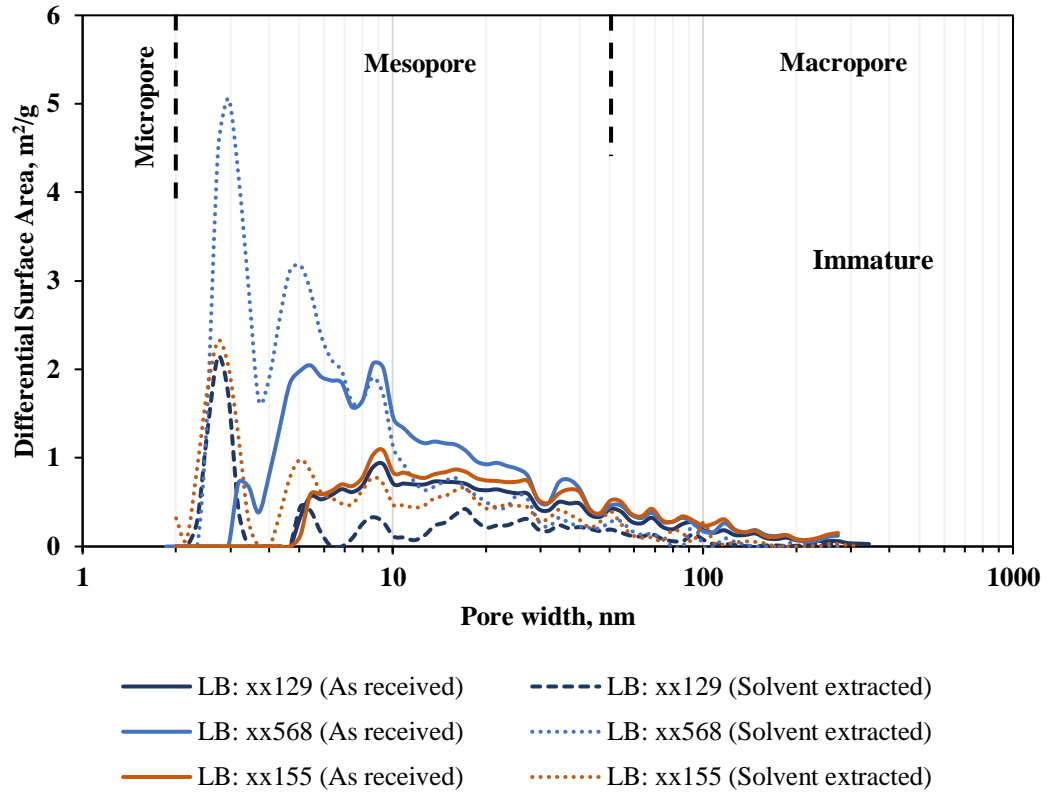 6
5
4
3
2
1
0
Differential Surface Area, m²/g
Micropore
Mesopore
Macropore
Immature
1 10 100 1000
Pore width, nm
LB: xx129 (As received) LB: xx129 (Solvent extracted)
LB: xx568 (As received) LB: xx568 (Solvent extracted)
LB: xx155 (As received) LB: xx155 (Solvent extracted)